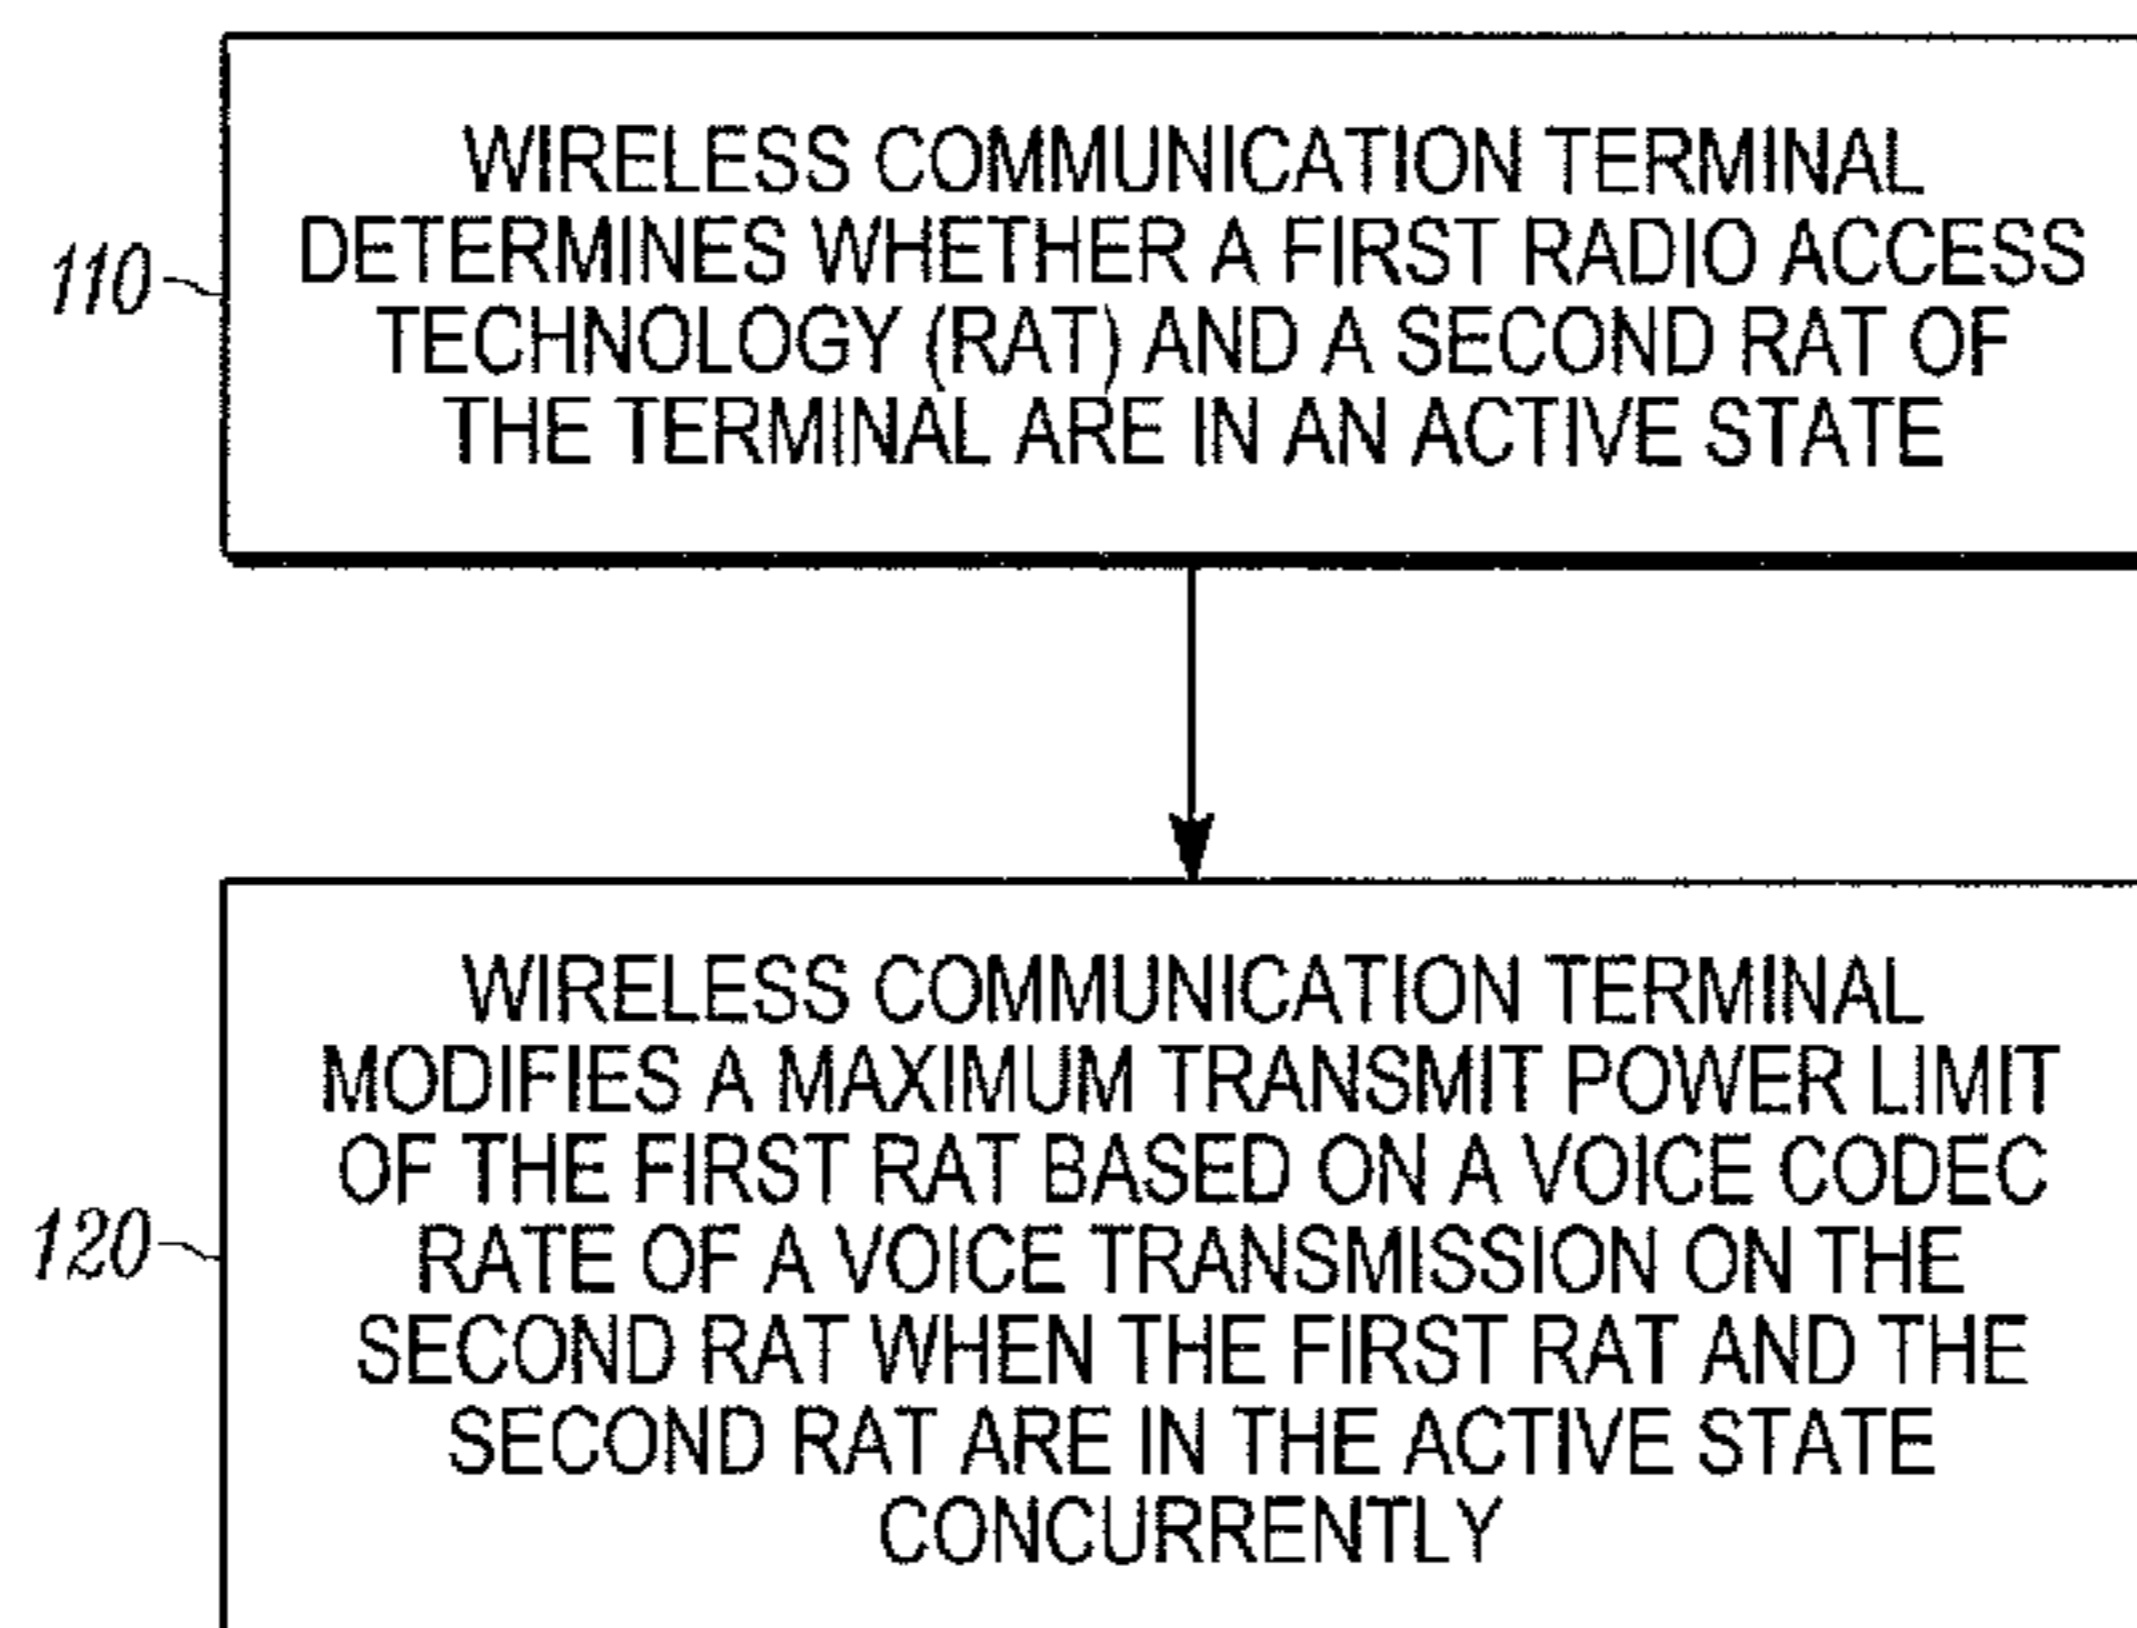 WIRELESS COMMUNICATION TERMINAL
DETERMINES WHETHER A FIRST RADIO ACCESS
TECHNOLOGY (RAT) AND A SECOND RAT OF
THE TERMINAL ARE IN AN ACTIVE STATE
110
WIRELESS COMMUNICATION TERMINAL
MODIFIES A MAXIMUM TRANSMIT POWER LIMIT
OF THE FIRST RAT BASED ON A VOICE CODEC
RATE OF A VOICE TRANSMISSION ON THE
SECOND RAT WHEN THE FIRST RAT AND THE
SECOND RAT ARE IN THE ACTIVE STATE
CONCURRENTLY
120